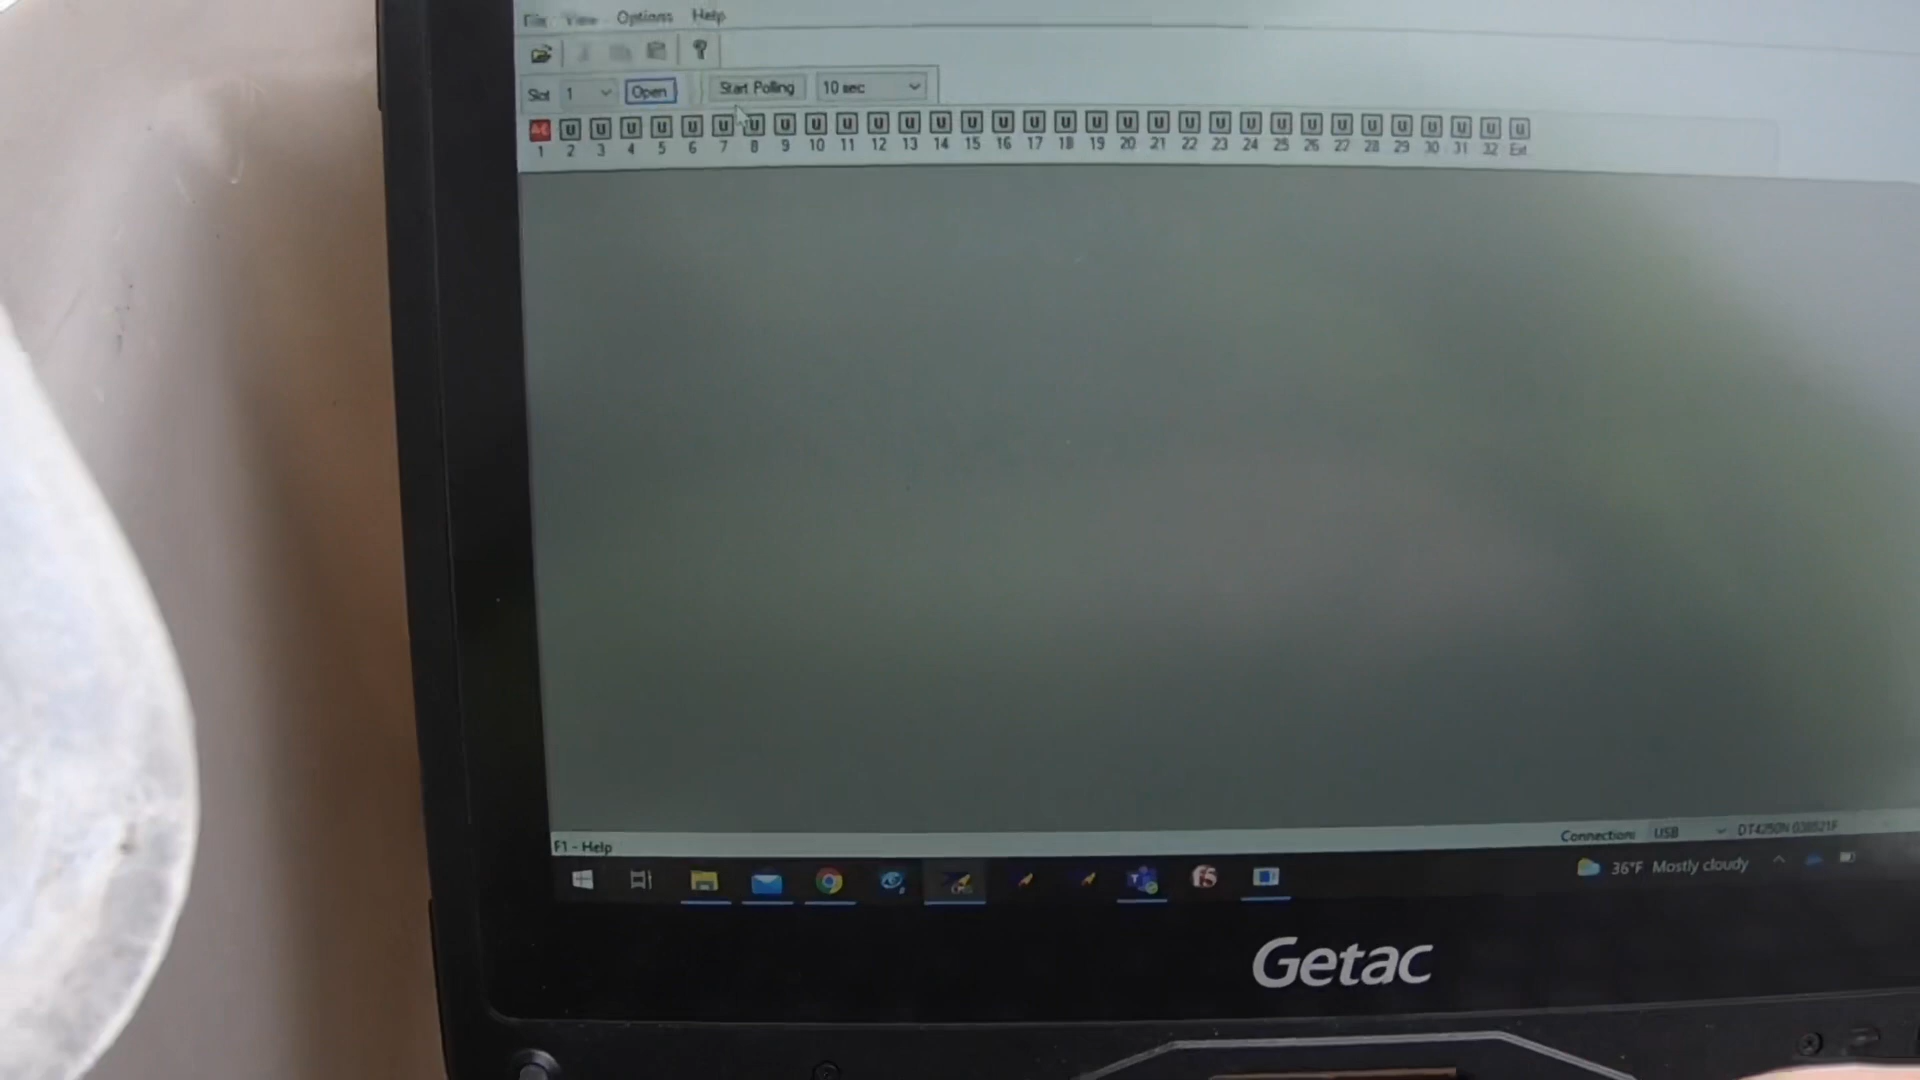 File View Options Help
Slot 1 Open Start Polling 10 sec
U U U U U U U U U U U U U U U U U U U U U U U U U U U U U U U U
1 2 3 4 5 6 7 8 9 10 11 12 13 14 15 16 17 18 19 20 21 22 23 24 25 26 27 28 29 30 31 32 Ext
F1 - Help
Connection: USB
36°F Mostly cloudy
Getac